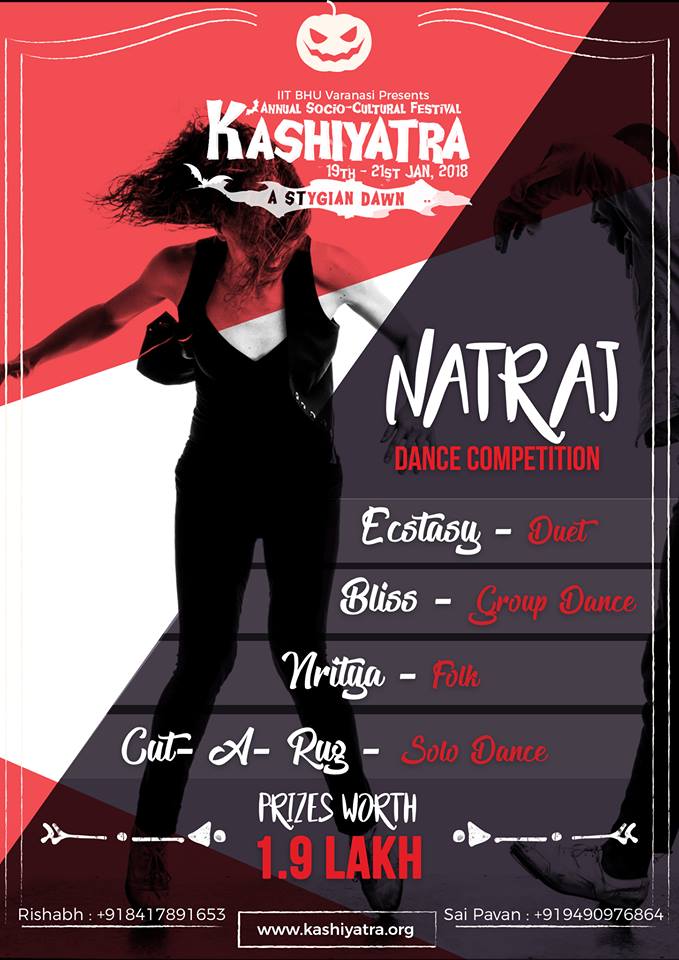 IIT BHU Varanasi Presents
Annual Socio-Cultural Festival
KASHIYATRA
19TH - 21ST JAN, 2018
A STYGIAN DAWN ..
NATRAJ
DANCE COMPETITION
Ecstasy - Duet
Bliss - Group Dance
Nritya - Folk
Cut- A- Rug - Solo Dance
PRIZES WORTH
1.9 LAKH
Rishabh : +918417891653
Sai Pavan : +919490976864
www.kashiyatra.org